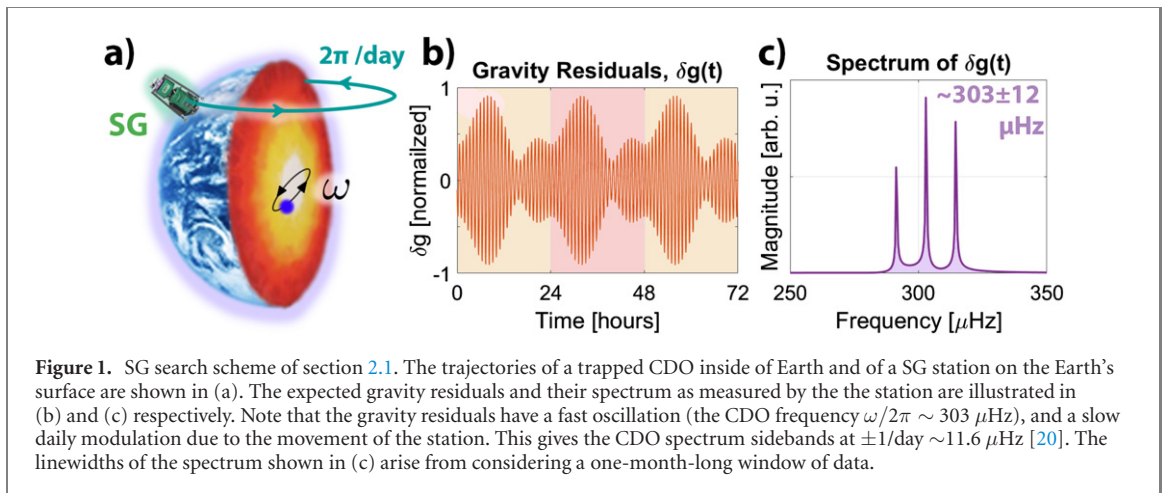 a)
2π /day
SG
ω
b)
Gravity Residuals, δg(t)
δg [normailzed]
1
0
-1
0
24
48
72
Time [hours]
c)
Spectrum of δg(t)
~303±12
μHz
Magnitude [arb. u.]
250
300
350
Frequency [μHz]
Figure 1. SG search scheme of section 2.1. The trajectories of a trapped CDO inside of Earth and of a SG station on the Earth's
surface are shown in (a). The expected gravity residuals and their spectrum as measured by the the station are illustrated in
(b) and (c) respectively. Note that the gravity residuals have a fast oscillation (the CDO frequency ω/2π ∼ 303 μHz), and a slow
daily modulation due to the movement of the station. This gives the CDO spectrum sidebands at ±1/day ∼11.6 μHz [20]. The
linewidths of the spectrum shown in (c) arise from considering a one-month-long window of data.